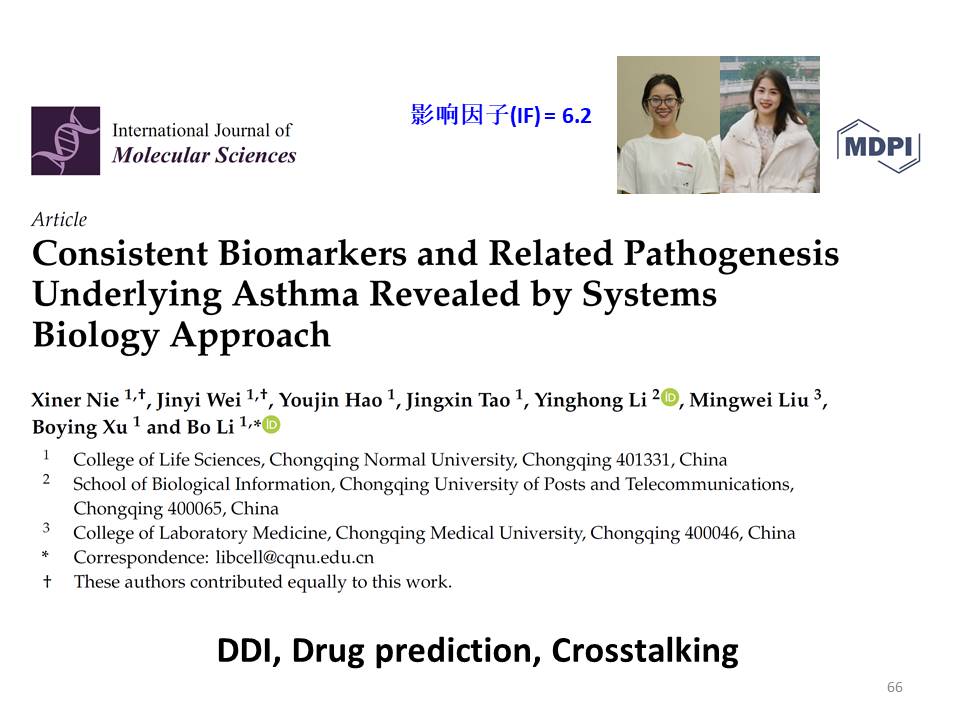 影响因子(IF) = 6.2
International Journal of
Molecular Sciences
MDPI
Article
Consistent Biomarkers and Related Pathogenesis
Underlying Asthma Revealed by Systems
Biology Approach
Xiner Nie 1,†, Jinyi Wei 1,†, Youjin Hao 1, Jingxin Tao 1, Yinghong Li 2 iD, Mingwei Liu 3,
Boying Xu 1 and Bo Li 1,* iD
1 College of Life Sciences, Chongqing Normal University, Chongqing 401331, China
2 School of Biological Information, Chongqing University of Posts and Telecommunications,
Chongqing 400065, China
3 College of Laboratory Medicine, Chongqing Medical University, Chongqing 400046, China
* Correspondence: libcell@cqnu.edu.cn
† These authors contributed equally to this work.
DDI, Drug prediction, Crosstalking
66